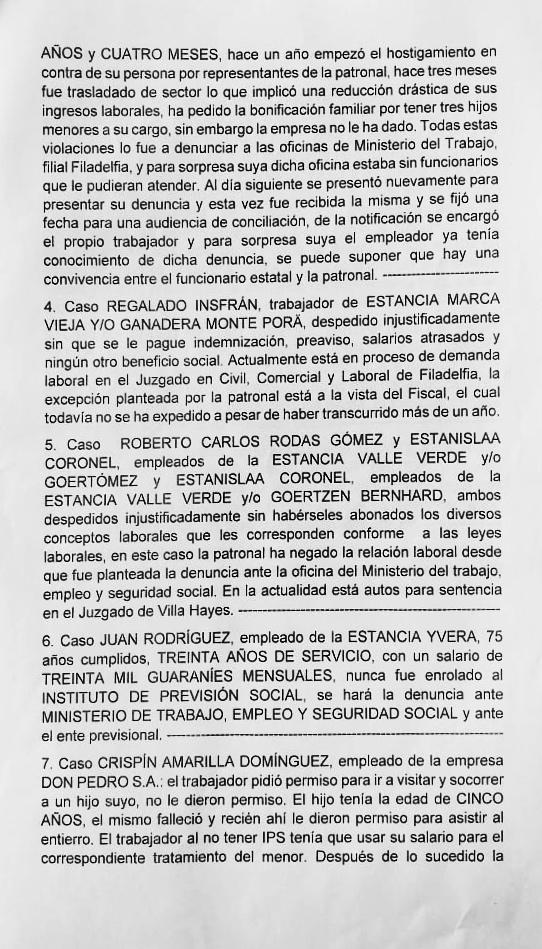 AÑOS y CUATRO MESES, hace un año empezó el hostigamiento en
contra de su persona por representantes de la patronal, hace tres meses
fue trasladado de sector lo que implicó una reducción drástica de sus
ingresos laborales, ha pedido la bonificación familiar por tener tres hijos
menores a su cargo, sin embargo la empresa no le ha dado. Todas estas
violaciones lo fue a denunciar a las oficinas de Ministerio del Trabajo,
filial Filadelfia, y para sorpresa suya dicha oficina estaba sin funcionarios
que le pudieran atender. Al día siguiente se presentó nuevamente para
presentar su denuncia y esta vez fue recibida la misma y se fijó una
fecha para una audiencia de conciliación, de la notificación se encargó
el propio trabajador y para sorpresa suya el empleador ya tenía
conocimiento de dicha denuncia, se puede suponer que hay una
convivencia entre el funcionario estatal y la patronal. -------------------------
4. Caso REGALADO INSFRÁN, trabajador de ESTANCIA MARCA
VIEJA Y/O GANADERA MONTE PORÄ, despedido injustificadamente
sin que se le pague indemnización, preaviso, salarios atrasados y
ningún otro beneficio social. Actualmente está en proceso de demanda
laboral en el Juzgado en Civil, Comercial y Laboral de Filadelfia, la
excepción planteada por la patronal está a la vista del Fiscal, el cual
todavía no se ha expedido a pesar de haber transcurrido más de un año.
5. Caso ROBERTO CARLOS RODAS GÓMEZ y ESTANISLAA
CORONEL, empleados de la ESTANCIA VALLE VERDE y/o
GOERTÓMEZ y ESTANISLAA CORONEL, empleados de la
ESTANCIA VALLE VERDE y/o GOERTZEN BERNHARD, ambos
despedidos injustificadamente sin habérseles abonados los diversos
conceptos laborales que les corresponden conforme a las leyes
laborales, en este caso la patronal ha negado la relación laboral desde
que fue planteada la denuncia ante la oficina del Ministerio del trabajo,
empleo y seguridad social. En la actualidad está autos para sentencia
en el Juzgado de Villa Hayes. ---------------------------------------------------------
6. Caso JUAN RODRÍGUEZ, empleado de la ESTANCIA YVERA, 75
años cumplidos, TREINTA AÑOS DE SERVICIO, con un salario de
TREINTA MIL GUARANÍES MENSUALES, nunca fue enrolado al
INSTITUTO DE PREVISIÓN SOCIAL, se hará la denuncia ante
MINISTERIO DE TRABAJO, EMPLEO Y SEGURIDAD SOCIAL y ante
el ente previsional. -------------------------------------------------------------------------
7. Caso CRISPÍN AMARILLA DOMÍNGUEZ, empleado de la empresa
DON PEDRO S.A.: el trabajador pidió permiso para ir a visitar y socorrer
a un hijo suyo, no le dieron permiso. El hijo tenía la edad de CINCO
AÑOS, el mismo falleció y recién ahí le dieron permiso para asistir al
entierro. El trabajador al no tener IPS tenía que usar su salario para el
correspondiente tratamiento del menor. Después de lo sucedido la